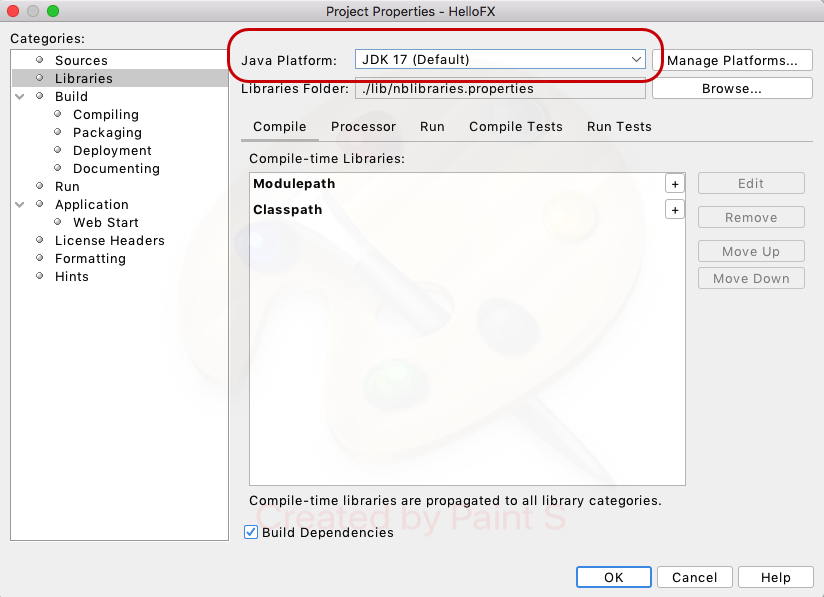 Project Properties - HelloFX
Categories:
Sources
Libraries
Build
Compiling
Packaging
Deployment
Documenting
Run
Application
Web Start
License Headers
Formatting
Hints
Java Platform: JDK 17 (Default) Manage Platforms...
Libraries Folder: ./lib/nblibraries.properties Browse...
Compile Processor Run Compile Tests Run Tests
Compile-time Libraries:
Modulepath +
Classpath +
Edit
Remove
Move Up
Move Down
Compile-time libraries are propagated to all library categories.
Created by Paint S
Build Dependencies
OK Cancel Help